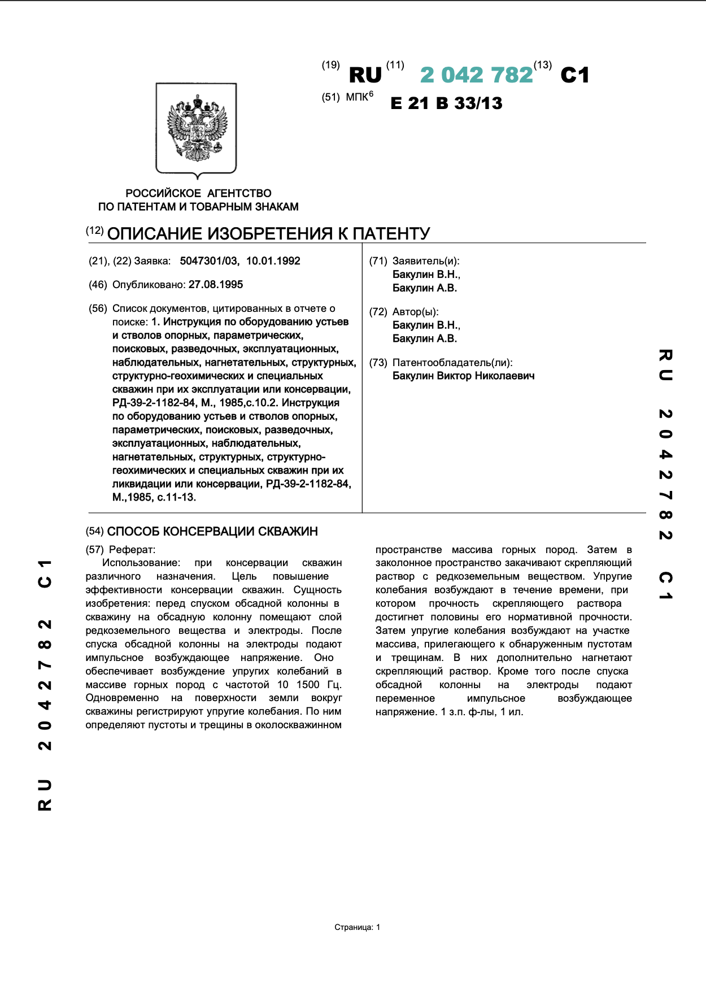 (19) RU (11) 2 042 782 (13) C1
(51) МПК6 E 21 B 33/13
РОССИЙСКОЕ АГЕНТСТВО
ПО ПАТЕНТАМ И ТОВАРНЫМ ЗНАКАМ
(12) ОПИСАНИЕ ИЗОБРЕТЕНИЯ К ПАТЕНТУ
(21), (22) Заявка: 5047301/03, 10.01.1992
(46) Опубликовано: 27.08.1995
(56) Список документов, цитированных в отчете о
поиске: 1. Инструкция по оборудованию устьев
и стволов опорных, параметрических,
поисковых, разведочных, эксплуатационных,
наблюдательных, нагнетательных, структурных,
структурно-геохимических и специальных
скважин при их эксплуатации или консервации,
РД-39-2-1182-84, М., 1985,с.10.2. Инструкция
по оборудованию устьев и стволов опорных,
параметрических, поисковых, разведочных,
эксплуатационных, наблюдательных,
нагнетательных, структурных, структурно-
геохимических и специальных скважин при их
ликвидации или консервации, РД-39-2-1182-84,
М.,1985, с.11-13.
(71) Заявитель(и):
Бакулин В.Н.,
Бакулин А.В.
(72) Автор(ы):
Бакулин В.Н.,
Бакулин А.В.
(73) Патентообладатель(ли):
Бакулин Виктор Николаевич
(54) СПОСОБ КОНСЕРВАЦИИ СКВАЖИН
(57) Реферат:
Использование: при консервации скважин
различного назначения. Цель повышение
эффективности консервации скважин. Сущность
изобретения: перед спуском обсадной колонны в
скважину на обсадную колонну помещают слой
редкоземельного вещества и электроды. После
спуска обсадной колонны на электроды подают
импульсное возбуждающее напряжение. Оно
обеспечивает возбуждение упругих колебаний в
массиве горных пород с частотой 10 1500 Гц.
Одновременно на поверхности земли вокруг
скважины регистрируют упругие колебания. По ним
определяют пустоты и трещины в околоскважинном
пространстве массива горных пород. Затем в
заколонное пространство закачивают скрепляющий
раствор с редкоземельным веществом. Упругие
колебания возбуждают в течение времени, при
котором прочность скрепляющего раствора
достигнет половины его нормативной прочности.
Затем упругие колебания возбуждают на участке
массива, прилегающего к обнаруженным пустотам
и трещинам. В них дополнительно нагнетают
скрепляющий раствор. Кроме того после спуска
обсадной колонны на электроды подают
переменное импульсное возбуждающее
напряжение. 1 з.п. ф-лы, 1 ил.
RU 2042782 C1
RU 2042782 C1
Страница: 1